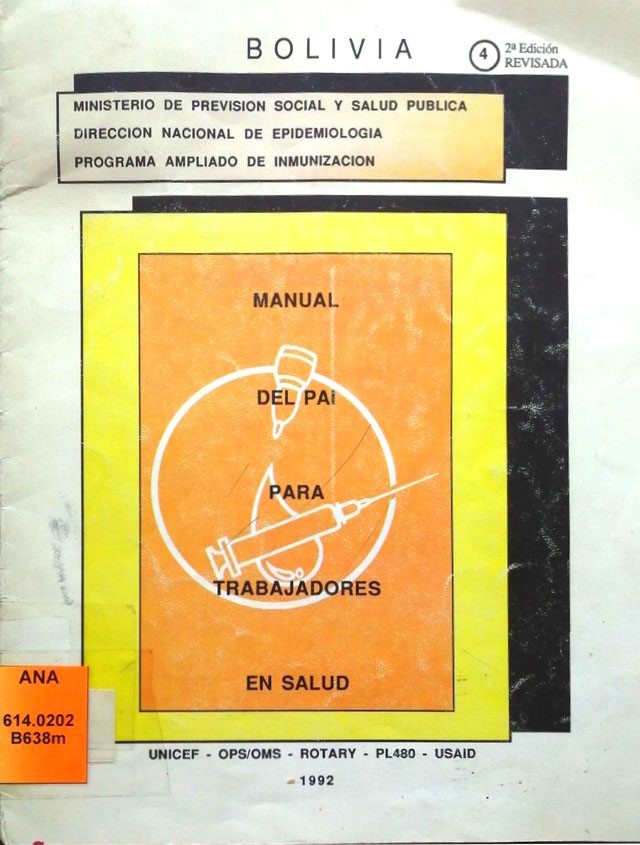 BOLIVIA
4
2ª Edición
REVISADA
MINISTERIO DE PREVISION SOCIAL Y SALUD PUBLICA
DIRECCION NACIONAL DE EPIDEMIOLOGIA
PROGRAMA AMPLIADO DE INMUNIZACION
MANUAL
DEL PAI
PARA
TRABAJADORES
EN SALUD
ANA
614.0202
B638m
UNICEF - OPS/OMS - ROTARY - PL480 - USAID
- 1992